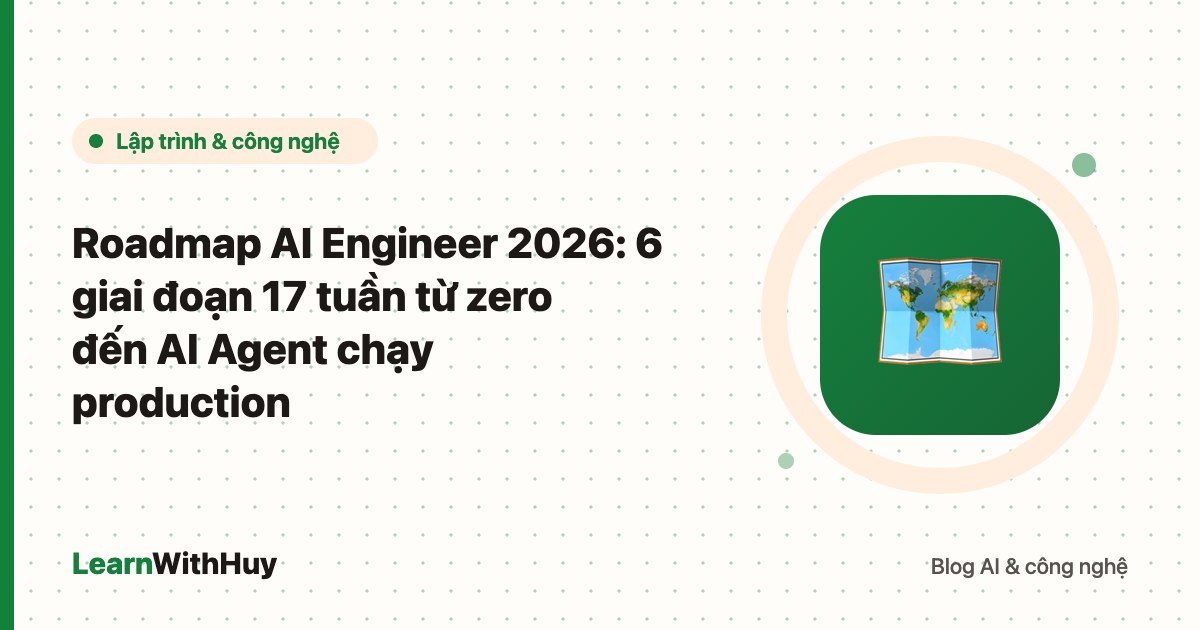 Lập trình & công nghệ
Roadmap AI Engineer 2026: 6
giai đoạn 17 tuần từ zero
đến AI Agent chạy
production
LearnWithHuy
Blog AI & công nghệ